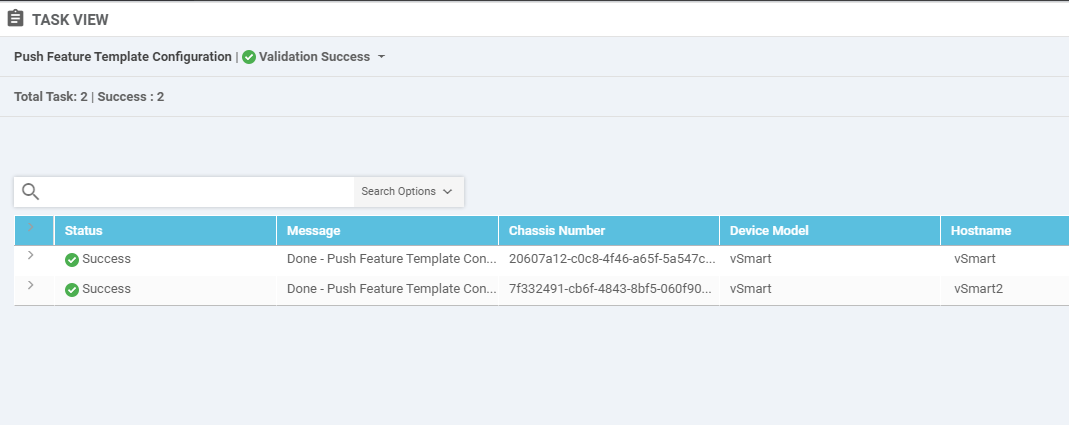 TASK VIEW
Push Feature Template Configuration | Validation Success
Total Task: 2 | Success : 2
Search Options
Status Message Chassis Number Device Model Hostname
Success Done - Push Feature Template Con... 20607a12-c0c8-4f46-a65f-5a547c... vSmart vSmart
Success Done - Push Feature Template Con... 7f332491-cb6f-4843-8bf5-060f90... vSmart vSmart2